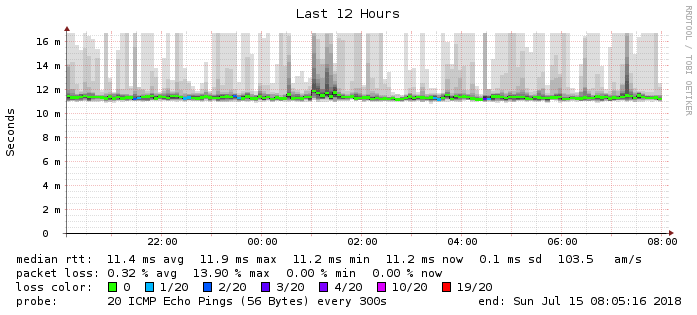 Last 12 Hours
RRDTOOL / TOBI OETIKER
Seconds
16 m
14 m
12 m
10 m
8 m
6 m
4 m
2 m
0
22:00 00:00 02:00 04:00 06:00 08:00
median rtt: 11.4 ms avg 11.9 ms max 11.2 ms min 11.2 ms now 0.1 ms sd 103.5 am/s
packet loss: 0.32 % avg 13.90 % max 0.00 % min 0.00 % now
loss color: 0 1/20 2/20 3/20 4/20 10/20 19/20
probe: 20 ICMP Echo Pings (56 Bytes) every 300s end: Sun Jul 15 08:05:16 2018